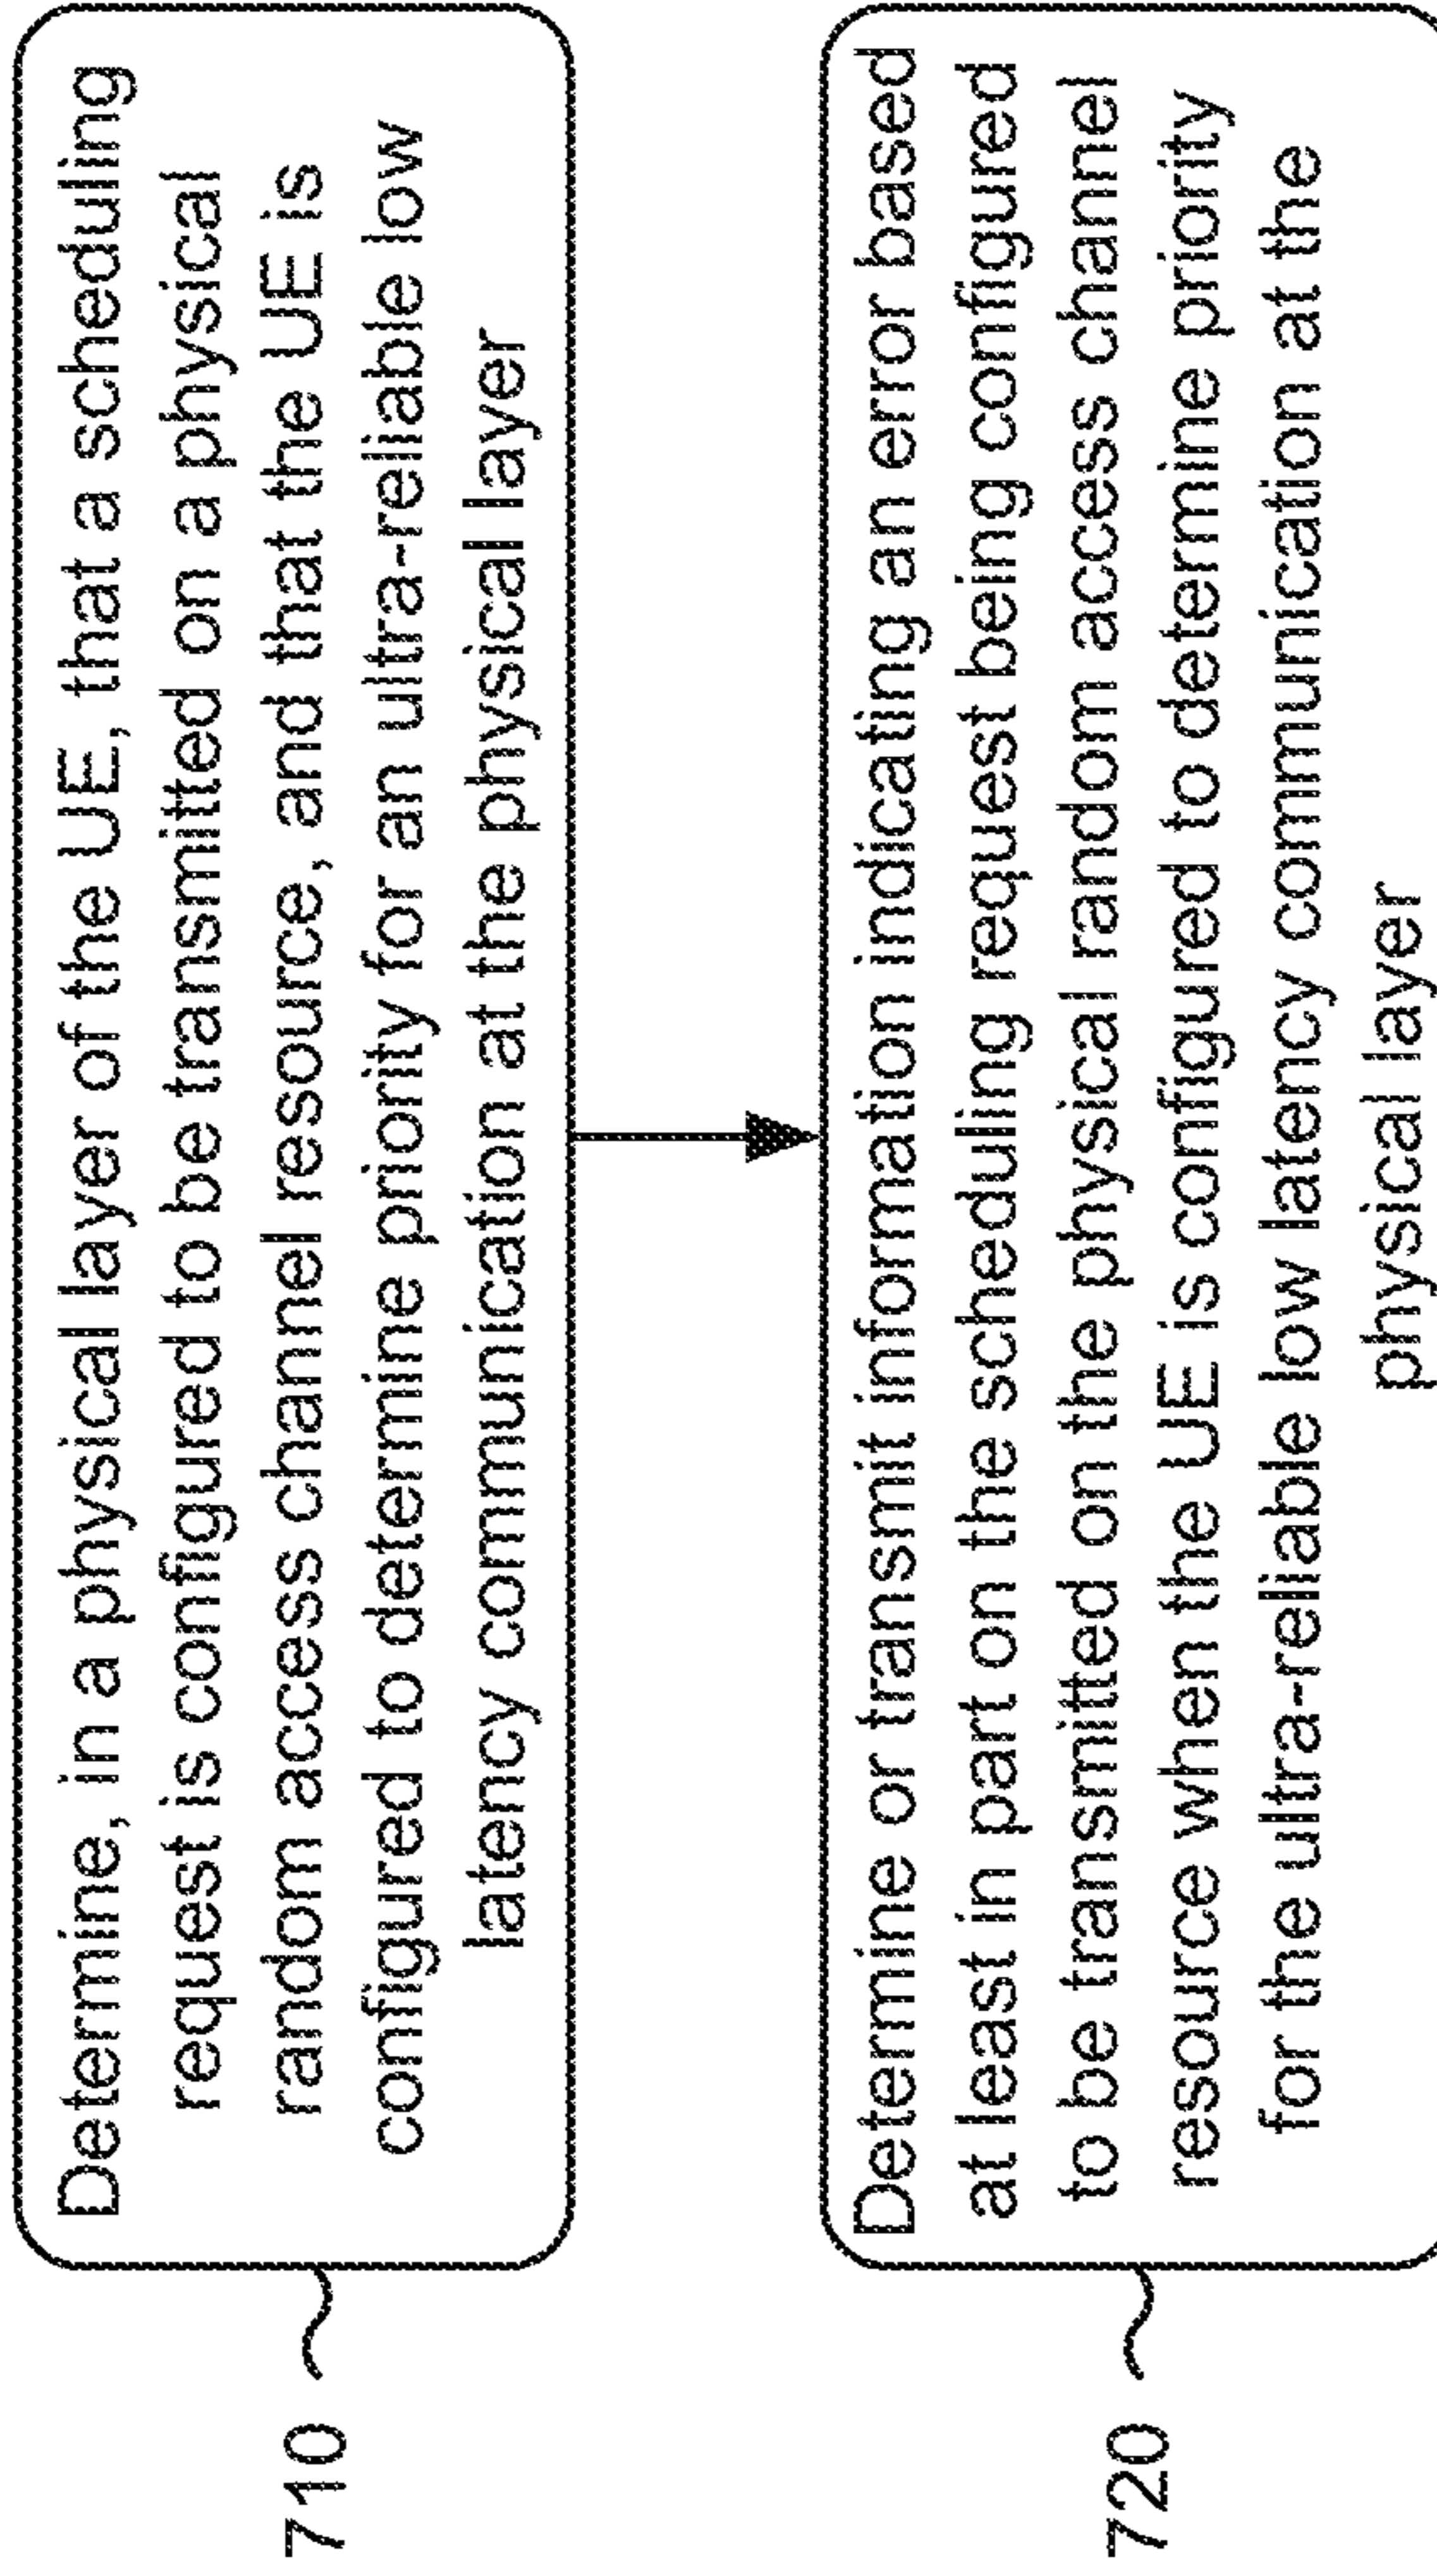 710
Determine, in a physical layer of the UE, that a scheduling
request is configured to be transmitted on a physical
random access channel resource, and that the UE is
configured to determine priority for an ultra-reliable low
latency communication at the physical layer
720
Determine or transmit information indicating an error based
at least in part on the scheduling request being configured
to be transmitted on the physical random access channel
resource when the UE is configured to determine priority
for the ultra-reliable low latency communication at the
physical layer